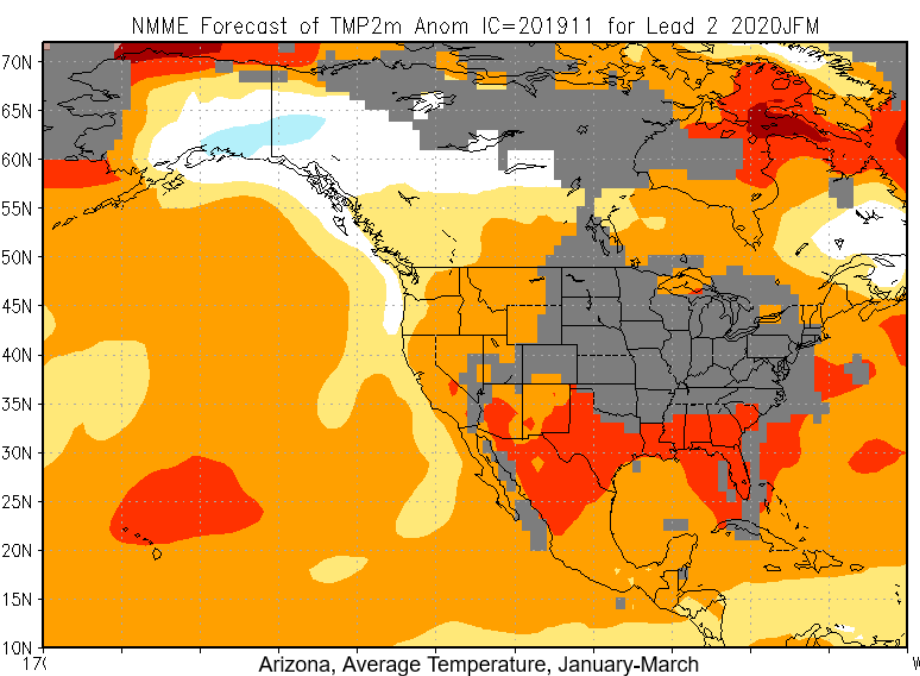 NMME Forecast of TMP2m Anom IC=201911 for Lead 2 2020JFM
70N
65N
60N
55N
50N
45N
40N
35N
30N
25N
20N
15N
10N
Arizona, Average Temperature, January-March